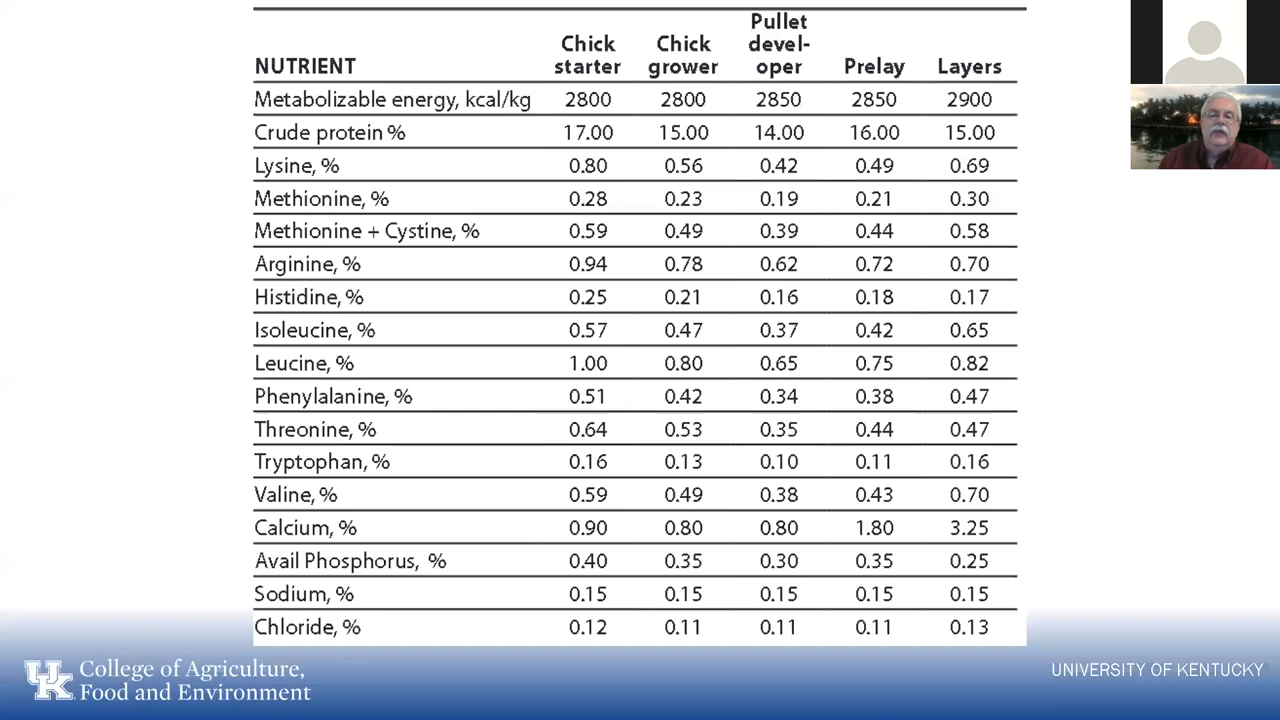 NUTRIENT Chick starter Chick grower Pullet devel-oper Prelay Layers
Metabolizable energy, kcal/kg 2800 2800 2850 2850 2900
Crude protein % 17.00 15.00 14.00 16.00 15.00
Lysine, % 0.80 0.56 0.42 0.49 0.69
Methionine, % 0.28 0.23 0.19 0.21 0.30
Methionine + Cystine, % 0.59 0.49 0.39 0.44 0.58
Arginine, % 0.94 0.78 0.62 0.72 0.70
Histidine, % 0.25 0.21 0.16 0.18 0.17
Isoleucine, % 0.57 0.47 0.37 0.42 0.65
Leucine, % 1.00 0.80 0.65 0.75 0.82
Phenylalanine, % 0.51 0.42 0.34 0.38 0.47
Threonine, % 0.64 0.53 0.35 0.44 0.47
Tryptophan, % 0.16 0.13 0.10 0.11 0.16
Valine, % 0.59 0.49 0.38 0.43 0.70
Calcium, % 0.90 0.80 0.80 1.80 3.25
Avail Phosphorus, % 0.40 0.35 0.30 0.35 0.25
Sodium, % 0.15 0.15 0.15 0.15 0.15
Chloride, % 0.12 0.11 0.11 0.11 0.13
UK College of Agriculture,
Food and Environment
UNIVERSITY OF KENTUCKY